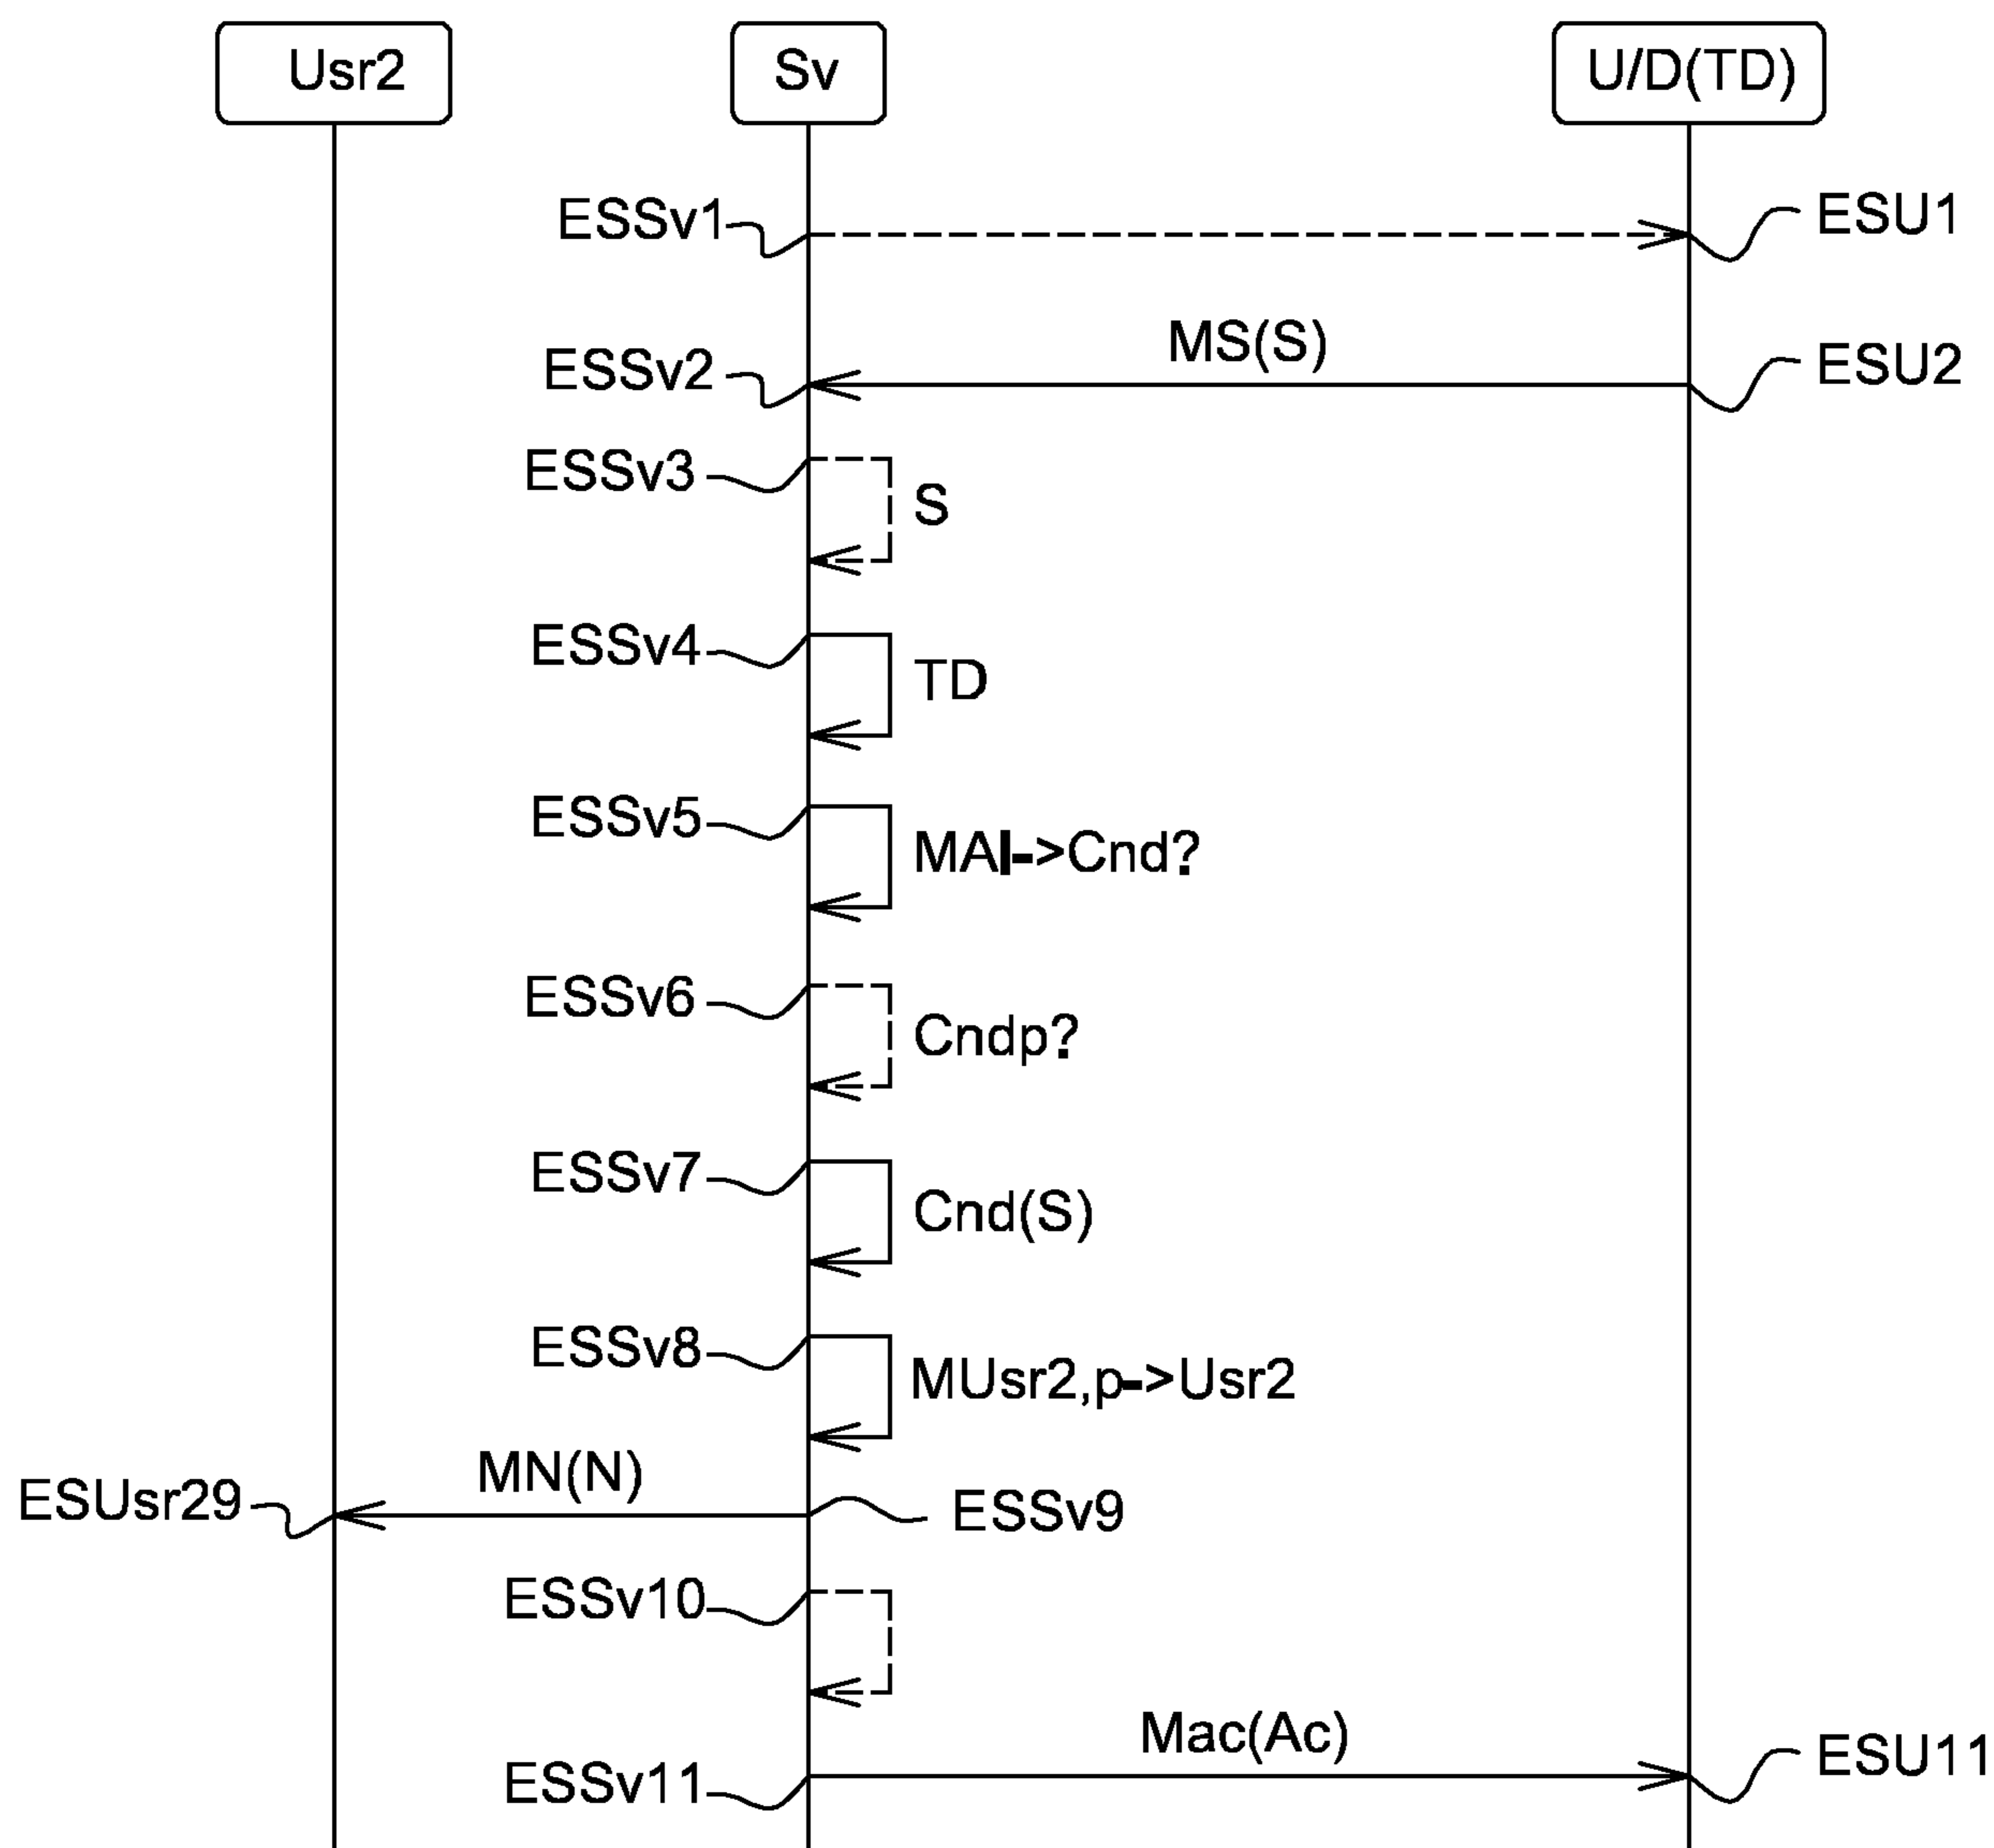 Usr2
Sv
U/D(TD)
ESSv1
ESU1
MS(S)
ESSv2
ESU2
ESSv3
S
ESSv4
TD
ESSv5
MAI->Cnd?
ESSv6
Cndp?
ESSv7
Cnd(S)
ESSv8
MUsr2,p->Usr2
MN(N)
ESUsr29
ESSv9
ESSv10
Mac(Ac)
ESSv11
ESU11